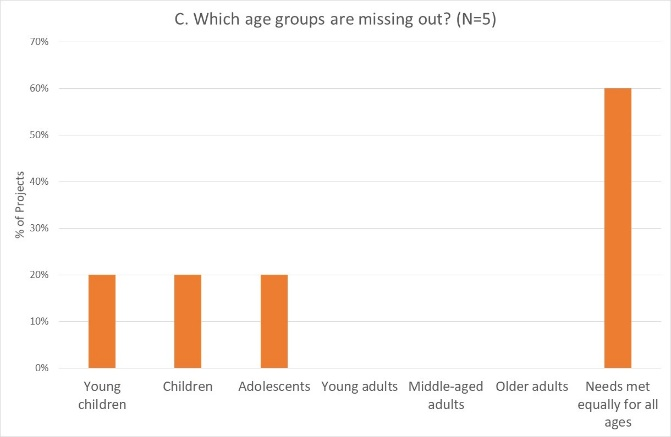 C. Which age groups are missing out? (N=5)
70%
60%
50%
40%
30%
20%
10%
0%
% of Projects
Young
children
Children
Adolescents
Young adults
Middle-aged
adults
Older adults
Needs met
equally for all
ages